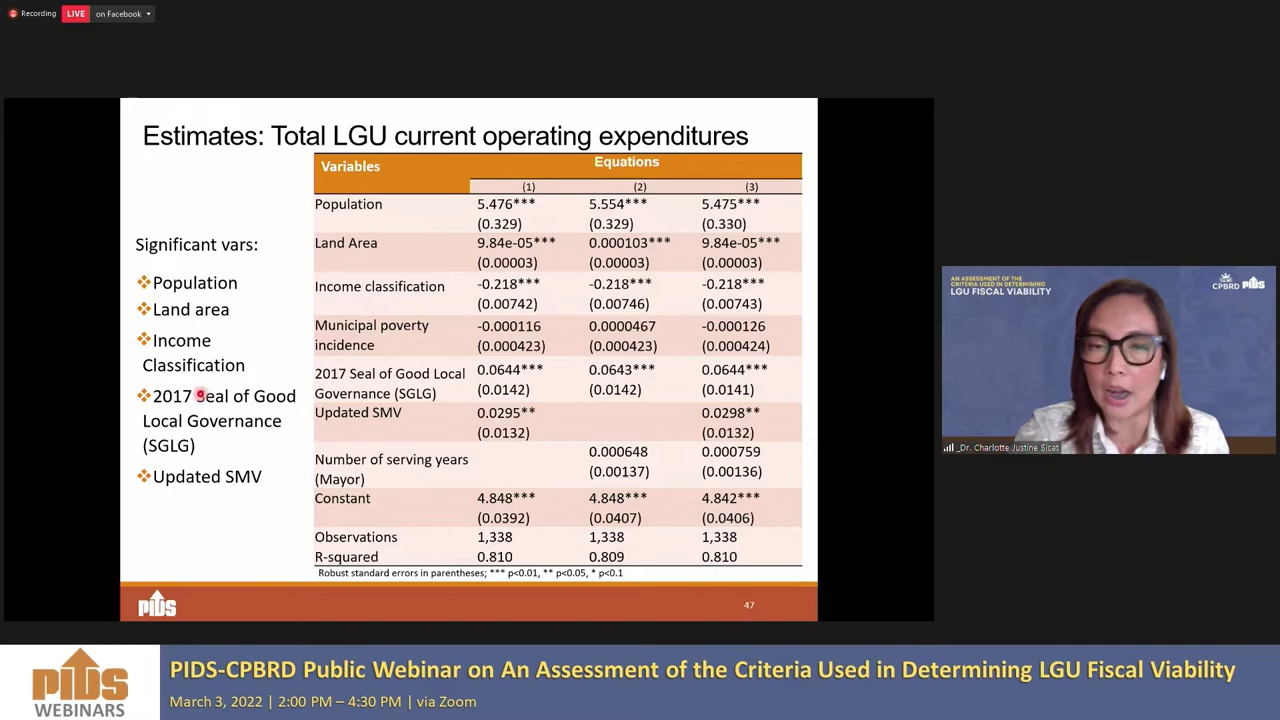 Recording
LIVE
on Facebook
Estimates: Total LGU current operating expenditures
Significant vars:
Population
Land area
Income
Classification
2017 Seal of Good
Local Governance
(SGLG)
Updated SMV
Variables Equations
(1) (2) (3)
Population 5.476*** 5.554*** 5.475***
(0.329) (0.329) (0.330)
Land Area 9.84e-05*** 0.000103*** 9.84e-05***
(0.00003) (0.00003) (0.00003)
Income classification -0.218*** -0.218*** -0.218***
(0.00742) (0.00746) (0.00743)
Municipal poverty -0.000116 0.0000467 -0.000126
incidence (0.000423) (0.000423) (0.000424)
2017 Seal of Good Local 0.0644*** 0.0643*** 0.0644***
Governance (SGLG) (0.0142) (0.0142) (0.0141)
Updated SMV 0.0295** 0.0298**
(0.0132) (0.0132)
Number of serving years 0.000648 0.000759
(Mayor) (0.00137) (0.00136)
Constant 4.848*** 4.848*** 4.842***
(0.0392) (0.0407) (0.0406)
Observations 1,338 1,338 1,338
R-squared 0.810 0.809 0.810
Robust standard errors in parentheses; *** p<0.01, ** p<0.05, * p<0.1
PIDS
47
AN ASSESSMENT OF THE
CRITERIA USED IN DETERMINING
LGU FISCAL VIABILITY
CPBRD PIDS
_Dr. Charlotte Justine Sicat
PIDS
WEBINARS
PIDS-CPBRD Public Webinar on An Assessment of the Criteria Used in Determining LGU Fiscal Viability
March 3, 2022 | 2:00 PM – 4:30 PM | via Zoom